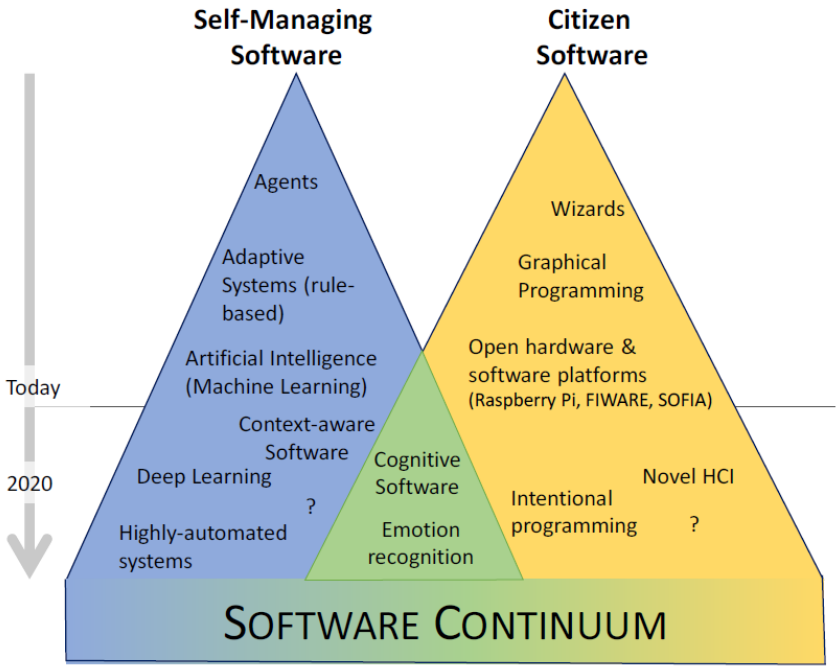 Self-Managing
Software
Citizen
Software
Agents
Wizards
Adaptive
Systems (rule-
based)
Graphical
Programming
Artificial Intelligence
(Machine Learning)
Open hardware &
software platforms
(Raspberry Pi, FIWARE, SOFIA)
Today
Context-aware
Software
Deep Learning
?
Cognitive
Software
Novel HCI
2020
Intentional
programming
?
Highly-automated
systems
Emotion
recognition
SOFTWARE CONTINUUM